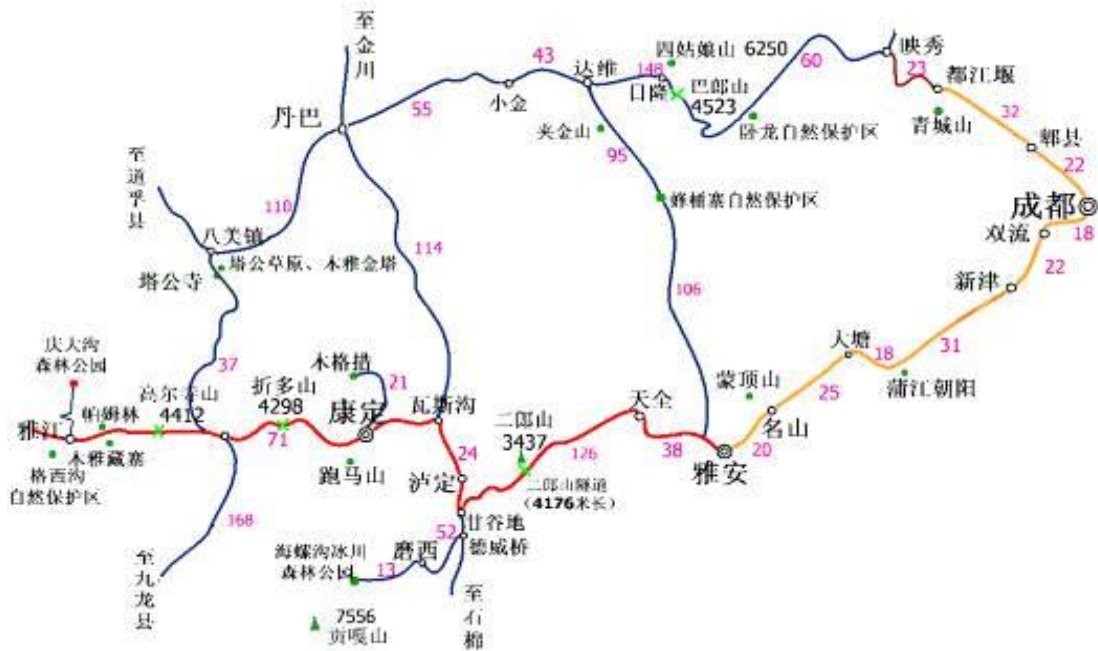 至金川
43
达维
148
四姑娘山 6250
60
映秀
23
都江堰
日隆
巴郎山
4523
小金
55
丹巴
夹金山
卧龙自然保护区
青城山
32
郫县
22
至道孚县
95
蜂桶寨自然保护区
成都
110
18
八美镇
114
双流
塔公草原、木雅金塔
22
塔公寺
新津
106
庆大沟
森林公园
37
木格措
21
折多山
4298
高尔寺山
4412
人塘
18
31
蒙顶山
25
蒲江朝阳
帕姆林
康定
瓦斯沟
二郎山
3437
天全
雅江
71
名山
木雅藏寨
24
126
38
20
雅安
格西沟
自然保护区
跑马山
泸定
二郎山隧道
(4176米长)
168
甘谷地
52
德威桥
海螺沟冰川
森林公园
磨西
13
至九龙县
至石棉
7556
贡嘎山